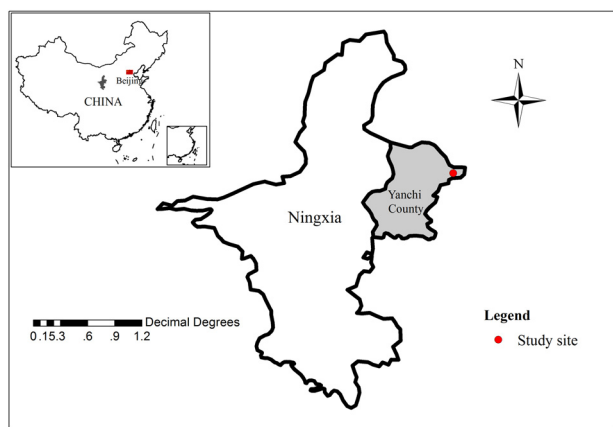 Beijing
CHINA
N
Yanchi
County
Ningxia
Decimal Degrees
0.15.3 .6 .9 1.2
Legend
Study site